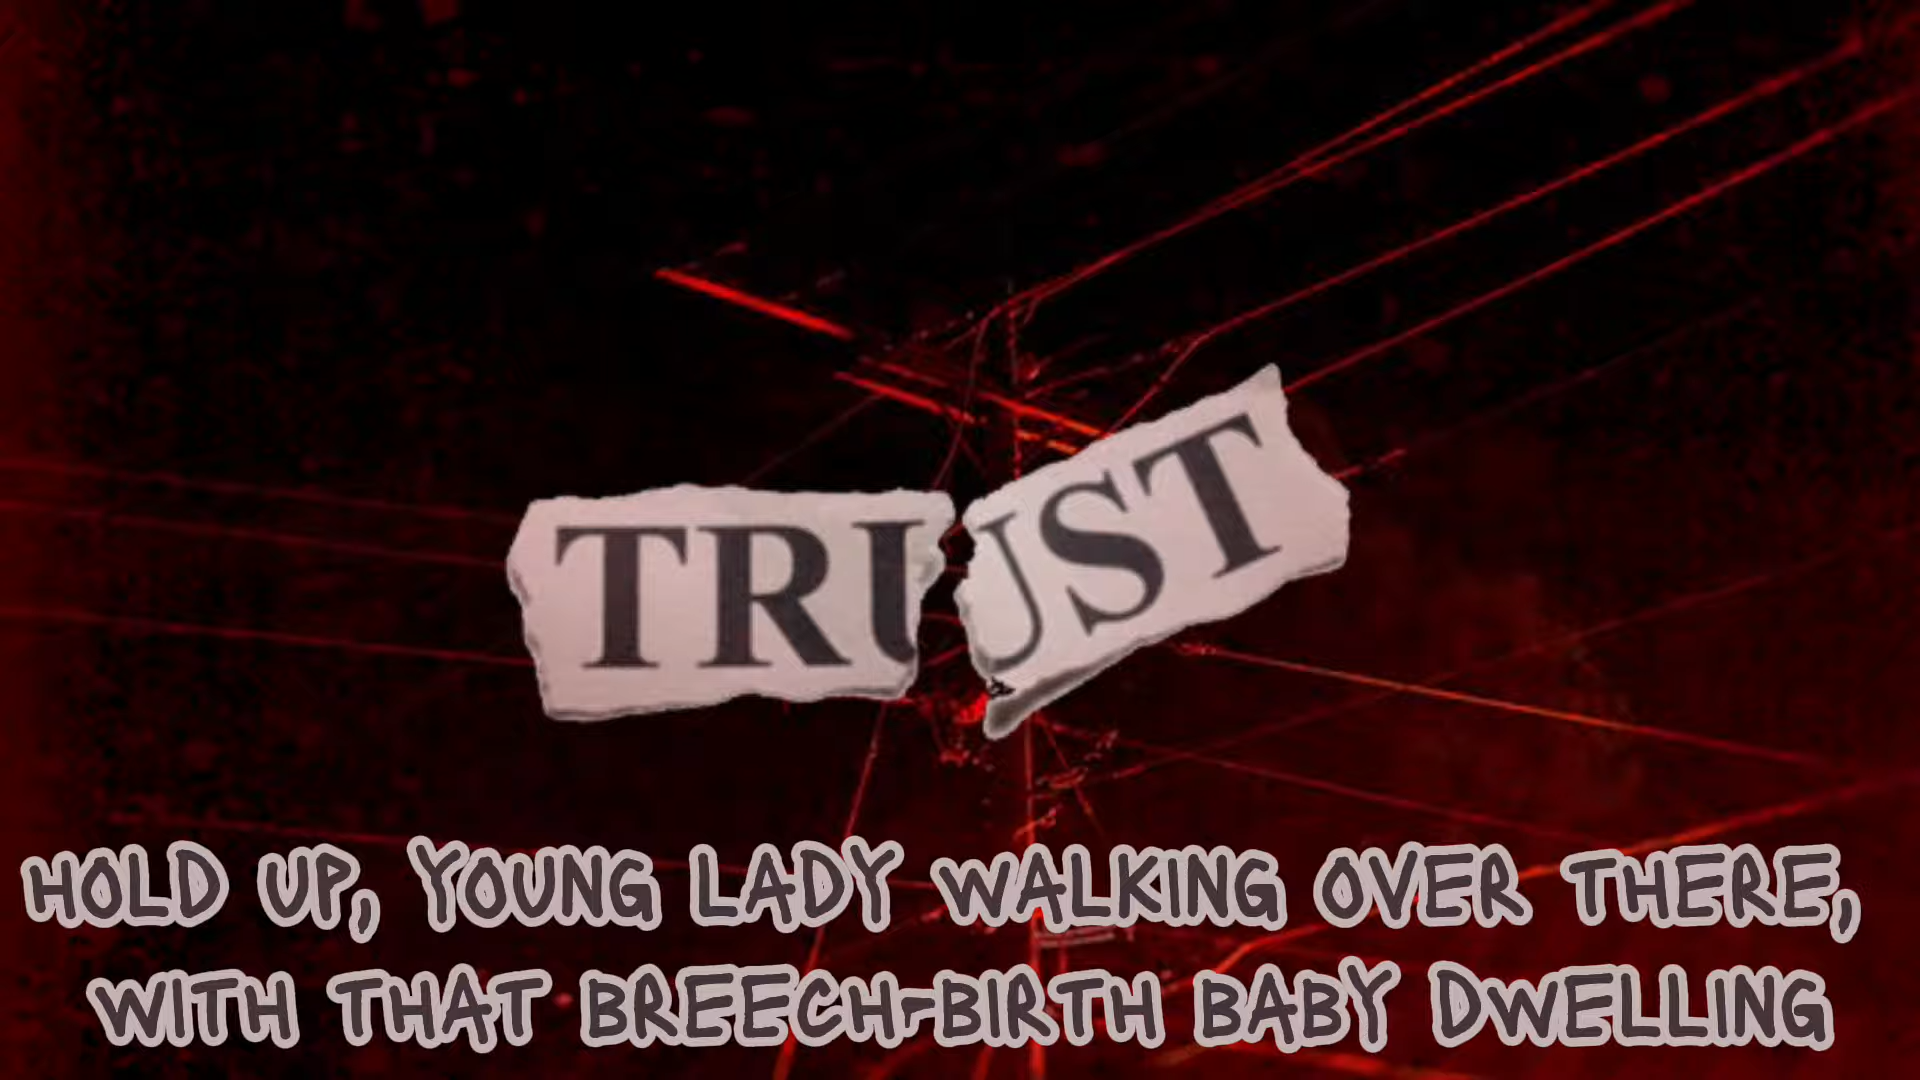 TRUST
HOLD UP, YOUNG LADY WALKING OVER THERE,
WITH THAT BREECH-BIRTH BABY DWELLING